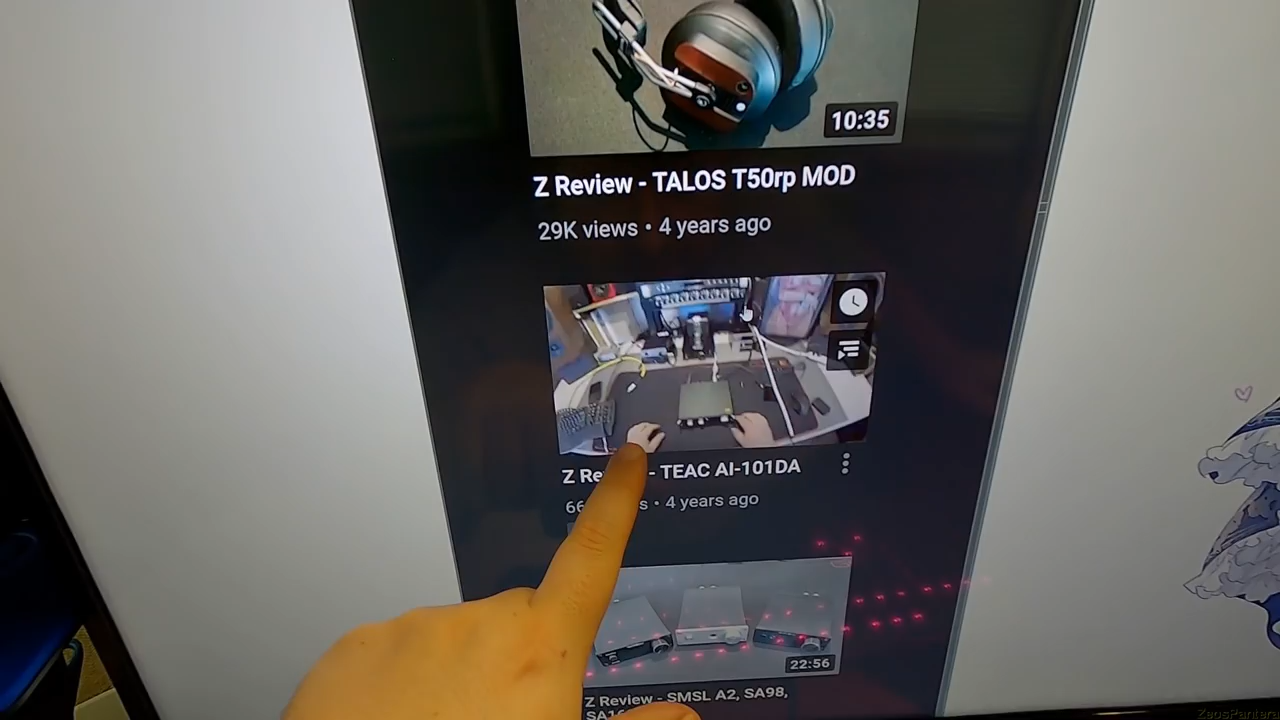 10:35
Z Review - TALOS T50rp MOD
29K views • 4 years ago
Z Re - TEAC AI-101DA
66 s • 4 years ago
22:56
Z Review - SMSL A2, SA98,
ZeosPantera